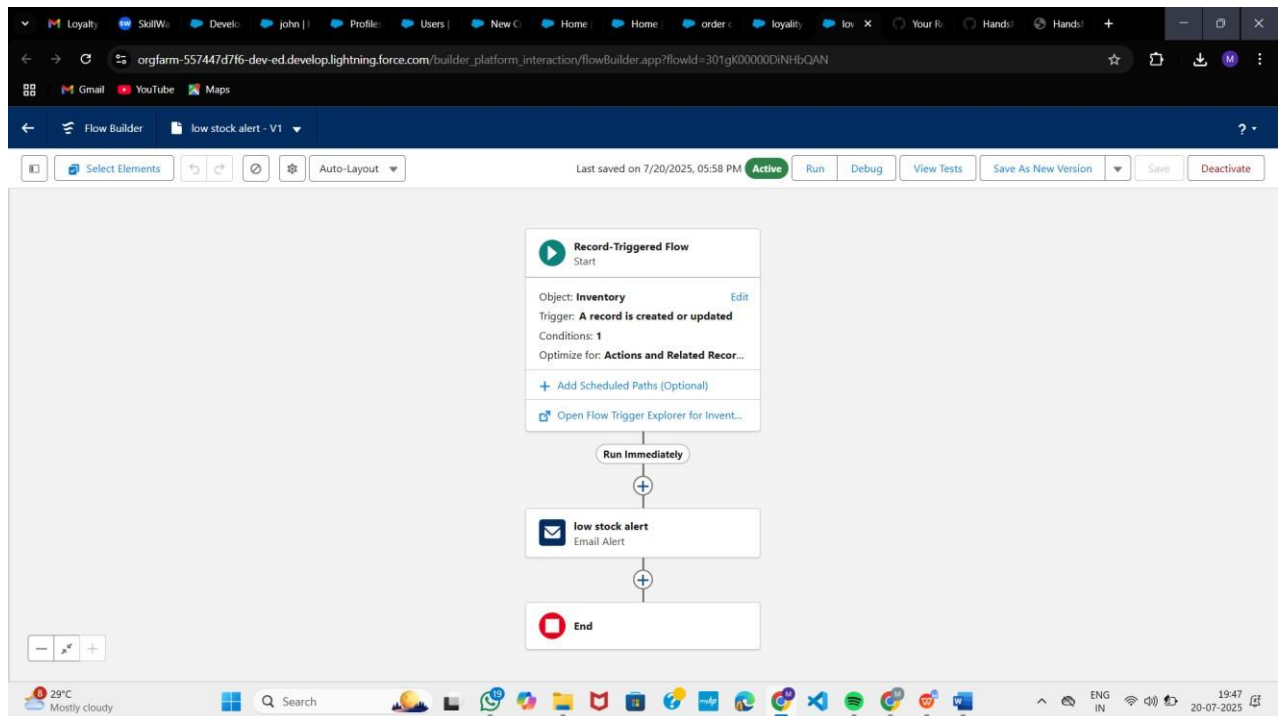 Loyalty
SkillWa
Develo
john | I
Profile
Users |
New C
Home
Home
order c
loyality
lov
Your Re
Hands
Hands
orgfarm-557447d7f6-dev-ed.develop.lightning.force.com/builder_platform_interaction/flowBuilder.app?flowId=301gK00000DiNHbQAN
M
Gmail
YouTube
Maps
Flow Builder
low stock alert - V1
?
Select Elements
Auto-Layout
Last saved on 7/20/2025, 05:58 PM
Active
Run
Debug
View Tests
Save As New Version
Save
Deactivate
Record-Triggered Flow
Start
Object: Inventory Edit
Trigger: A record is created or updated
Conditions: 1
Optimize for: Actions and Related Recor...
+ Add Scheduled Paths (Optional)
Open Flow Trigger Explorer for Invent...
Run Immediately
low stock alert
Email Alert
End
29°C
Mostly cloudy
Search
19
ENG
IN
19:47
20-07-2025